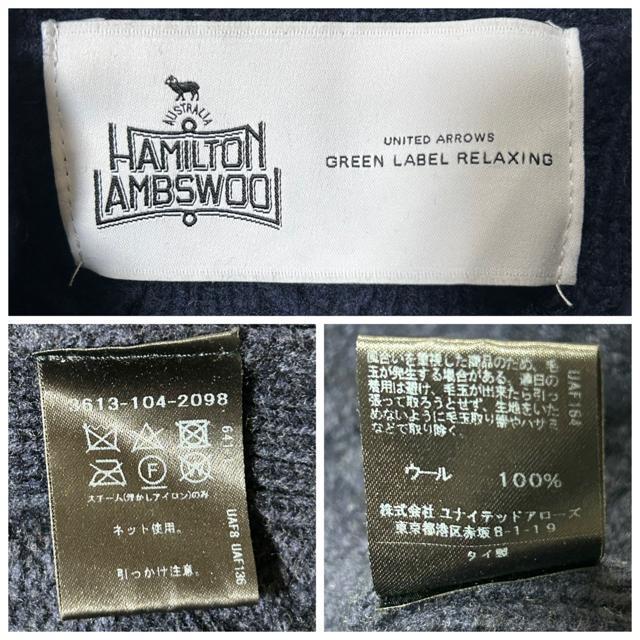 AUSTRALIA
HAMILTON
LAMBSWOOL
UNITED ARROWS
GREEN LABEL RELAXING
3613-104-2098
スチーム(浮かしアイロン)のみ
ネット使用。
引っかけ注意。
UAF8 UAF136
風合いを重視した商品のため、毛
玉が発生する場合がある。連日の
着用は避け、毛玉が出来たら引っ
張って取ろうとせず、生地をいた
めないように毛玉取り器やハサミ
などで取り除く。
UAF164
ウール 100%
株式会社 ユナイテッドアローズ
東京都港区赤坂8-1-19
タイ製